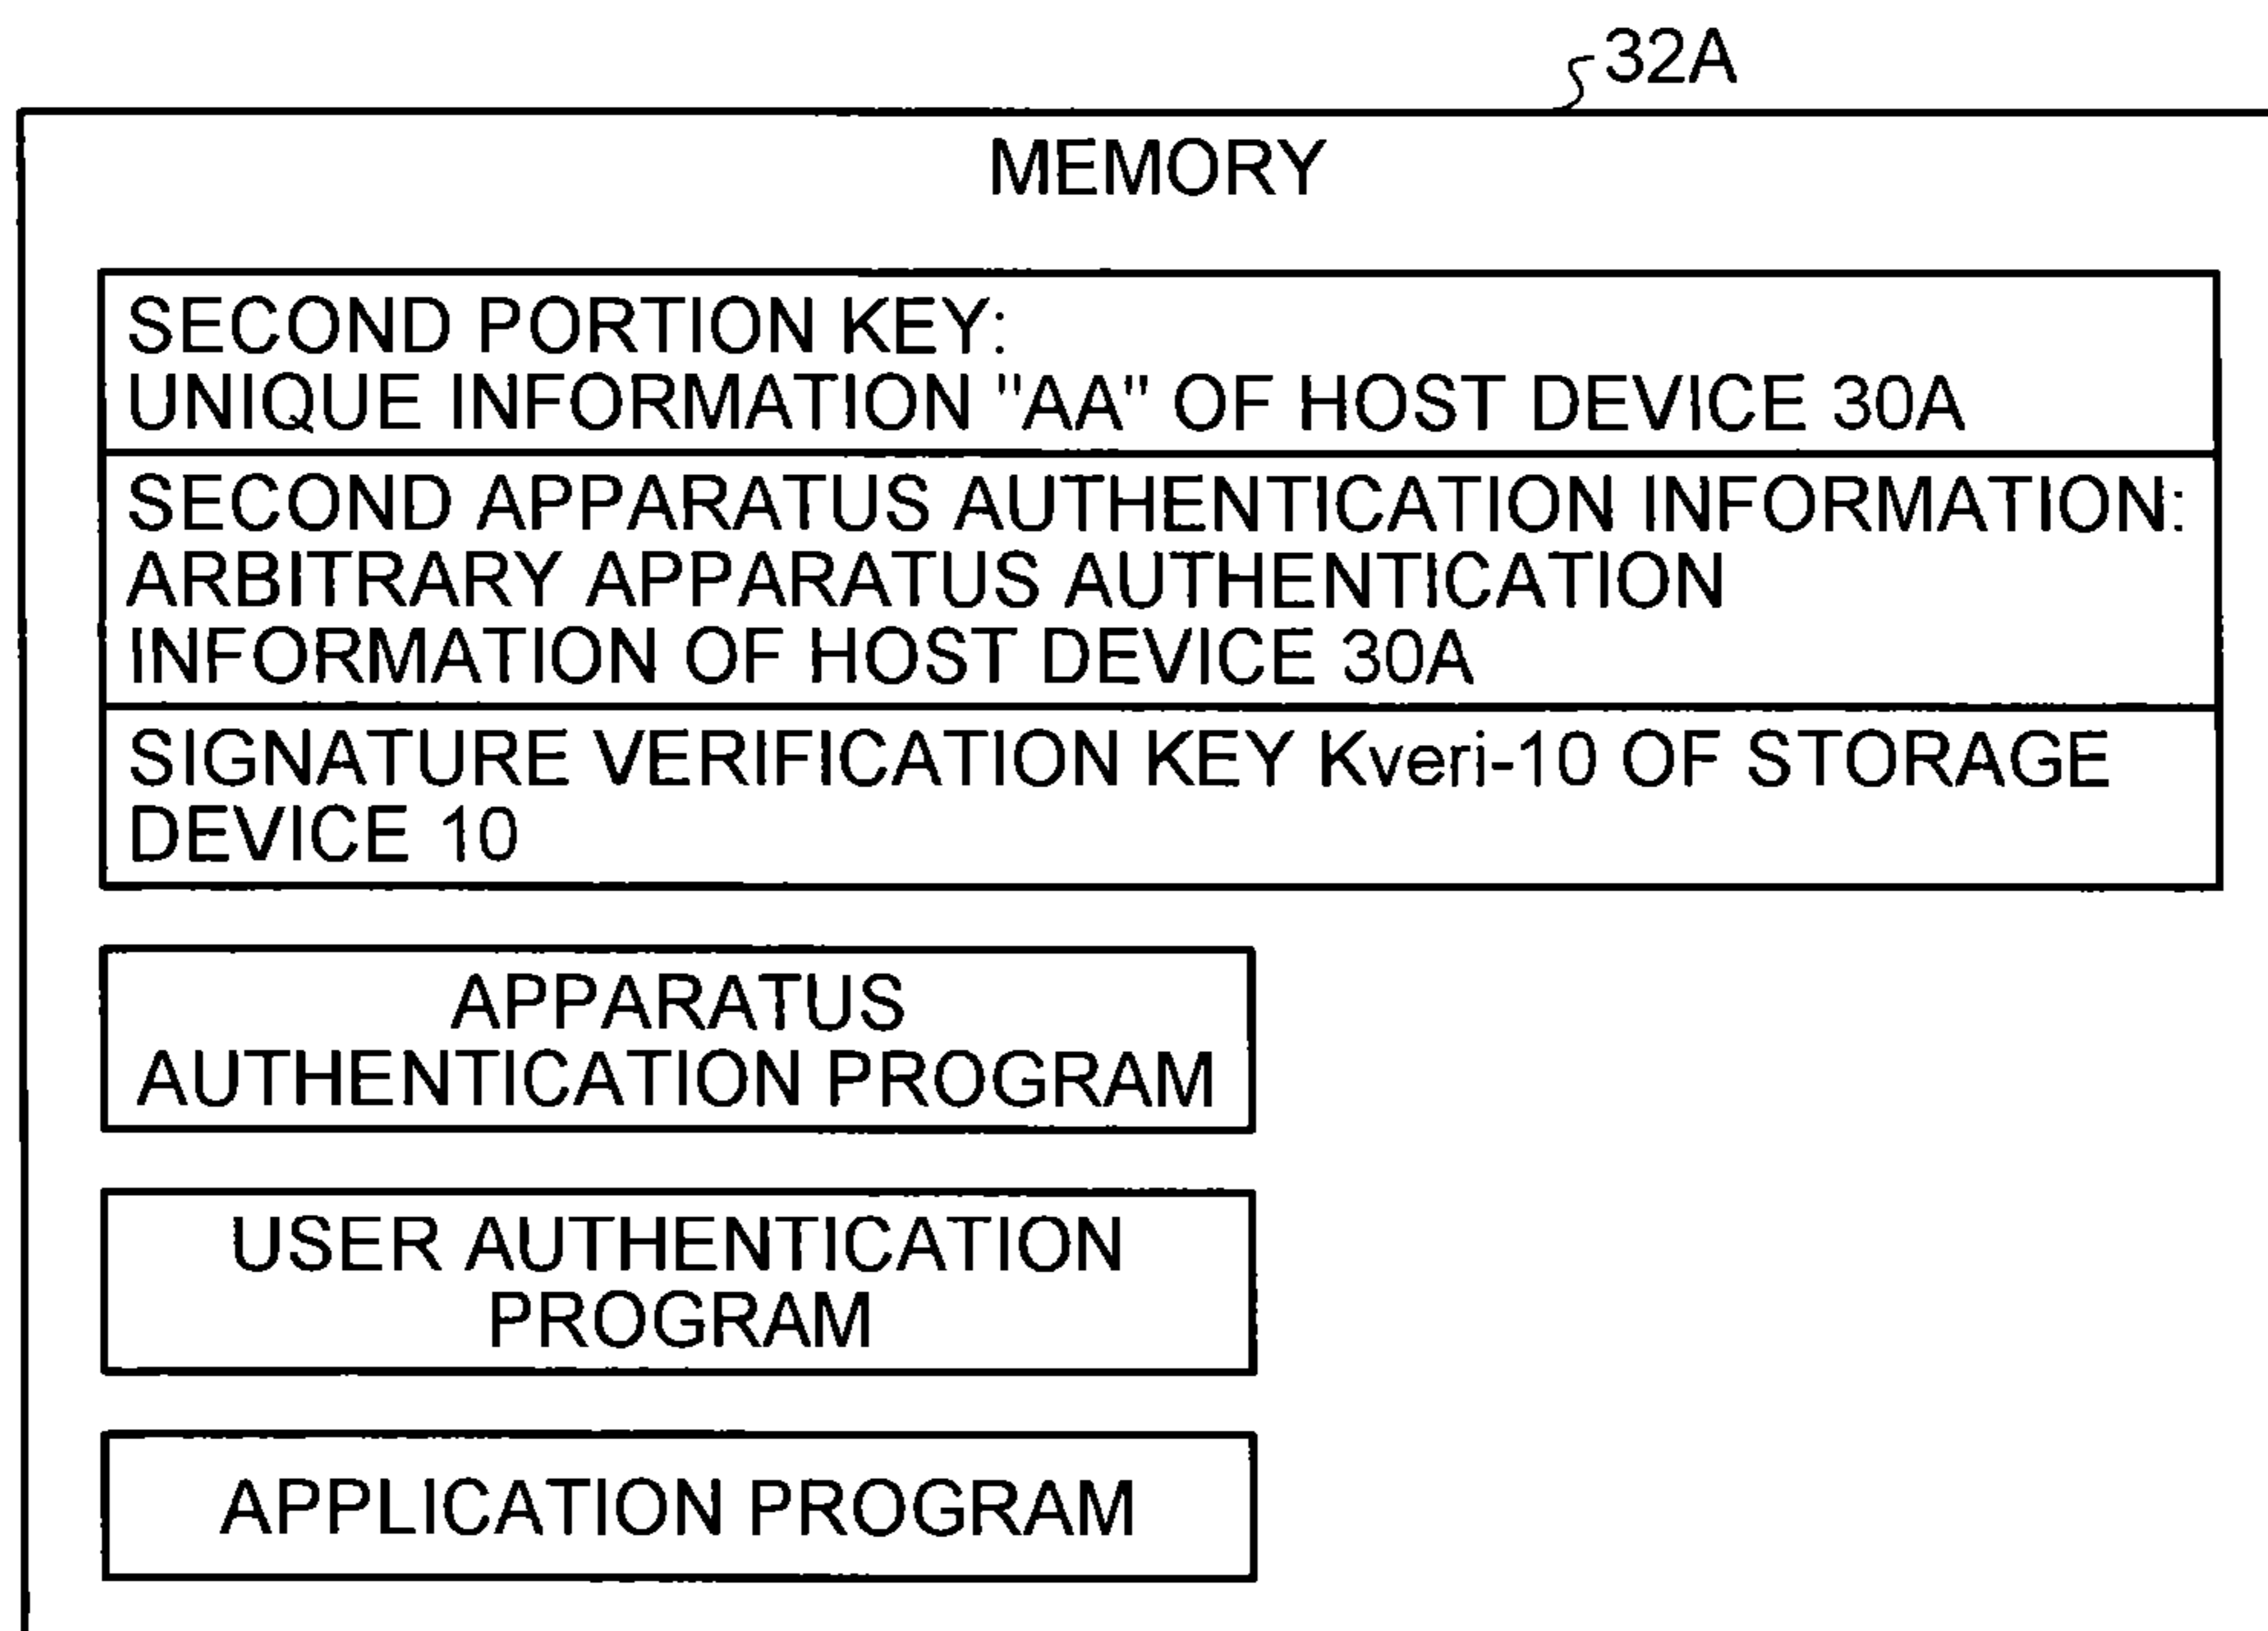 32A
MEMORY
SECOND PORTION KEY:
UNIQUE INFORMATION "AA" OF HOST DEVICE 30A
SECOND APPARATUS AUTHENTICATION INFORMATION:
ARBITRARY APPARATUS AUTHENTICATION
INFORMATION OF HOST DEVICE 30A
SIGNATURE VERIFICATION KEY Kveri-10 OF STORAGE
DEVICE 10
APPARATUS
AUTHENTICATION PROGRAM
USER AUTHENTICATION
PROGRAM
APPLICATION PROGRAM